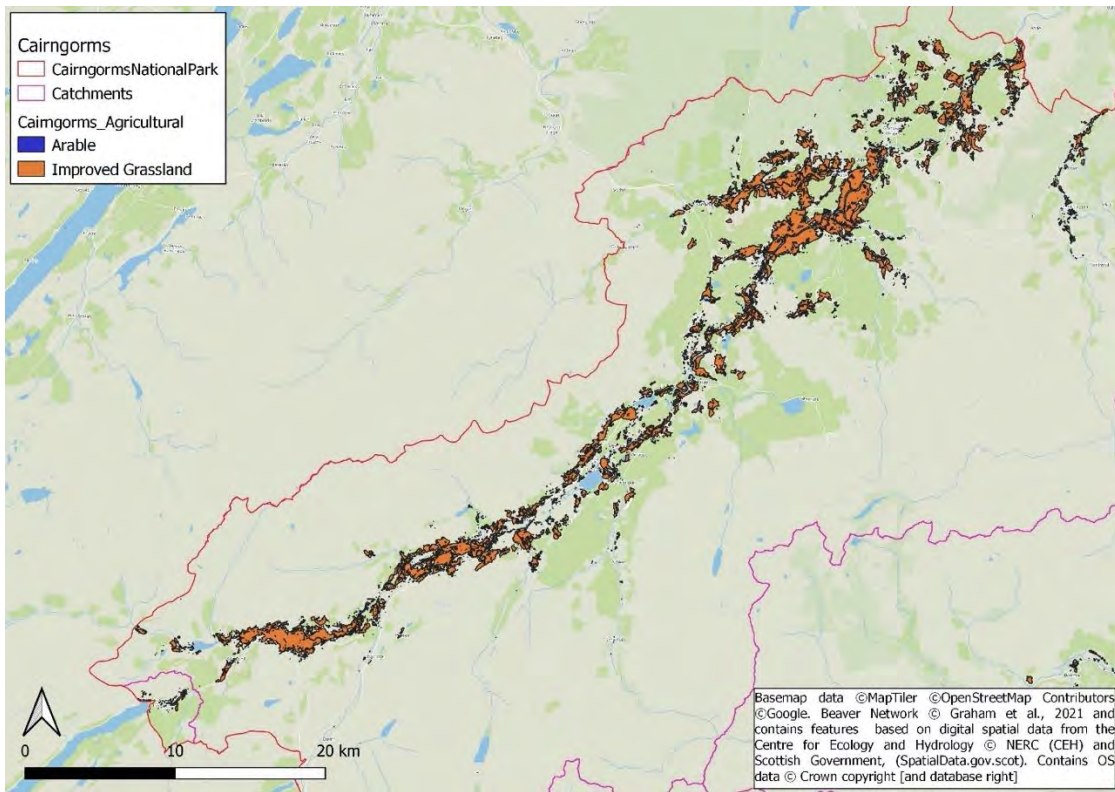 Cairngorms
CairngormsNationalPark
Catchments
Cairngorms_Agricultural
Arable
Improved Grassland
0 10 20 km
Basemap data ©MapTiler ©OpenStreetMap Contributors
©Google. Beaver Network © Graham et al., 2021 and
contains features based on digital spatial data from the
Centre for Ecology and Hydrology © NERC (CEH) and
Scottish Government, (SpatialData.gov.scot). Contains OS
data © Crown copyright [and database right]